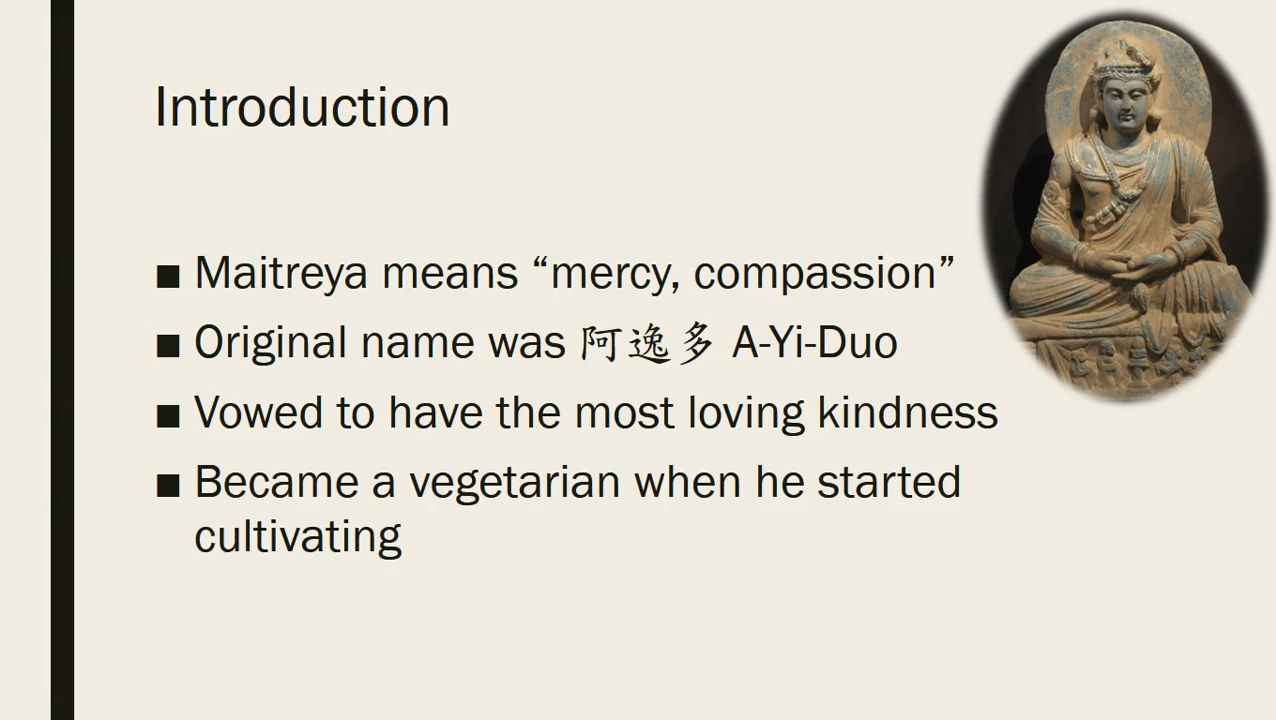 Introduction
■ Maitreya means “mercy, compassion”
■ Original name was 阿逸多 A-Yi-Duo
■ Vowed to have the most loving kindness
■ Became a vegetarian when he started
cultivating